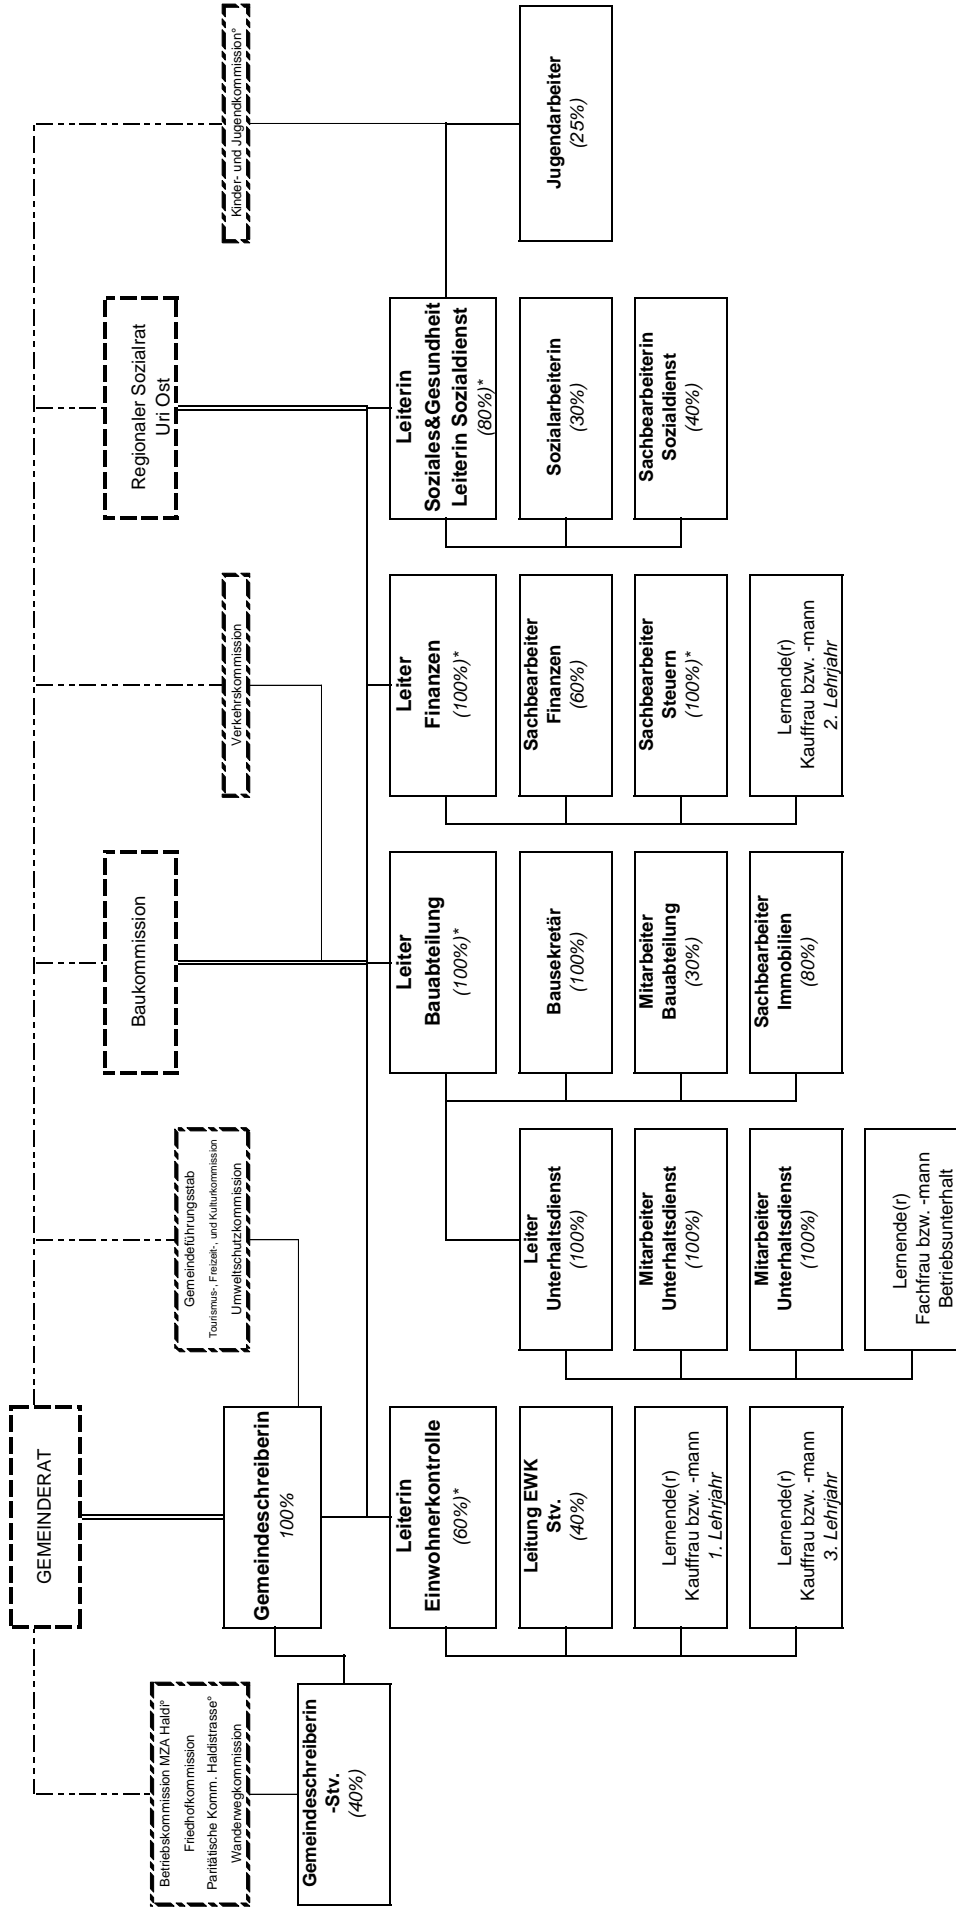 GEMEINDERAT
Baukommission
Regionaler Sozialrat
Uri Ost
Betriebskommission MZA Haldi°
Friedhofkommission
Paritätische Komm. Haldistrasse°
Wanderwegkommission
Gemeindeführungsstab
Tourismus-, Freizeit-, und Kulturkommission
Umweltschutzkommission
Verkehrskommission
Kinder- und Jugendkommission°
Gemeindeschreiberin
100%
Gemeindeschreiberin
-Stv.
(40%)
Leiterin
Einwohnerkontrolle
(60%)*
Leitung EWK
Stv.
(40%)
Lernende(r)
Kauffrau bzw. -mann
1. Lehrjahr
Lernende(r)
Kauffrau bzw. -mann
3. Lehrjahr
Leiter
Unterhaltsdienst
(100%)
Mitarbeiter
Unterhaltsdienst
(100%)
Mitarbeiter
Unterhaltsdienst
(100%)
Lernende(r)
Fachfrau bzw. -mann
Betriebsunterhalt
Leiter
Bauabteilung
(100%)*
Bausekretär
(100%)
Mitarbeiter
Bauabteilung
(30%)
Sachbearbeiter
Immobilien
(80%)
Leiter
Finanzen
(100%)*
Sachbearbeiter
Finanzen
(60%)
Sachbearbeiter
Steuern
(100%)*
Lernende(r)
Kauffrau bzw. -mann
2. Lehrjahr
Leiterin
Soziales&Gesundheit
Leiterin Sozialdienst
(80%)*
Sozialarbeiterin
(30%)
Sachbearbeiterin
Sozialdienst
(40%)
Jugendarbeiter
(25%)